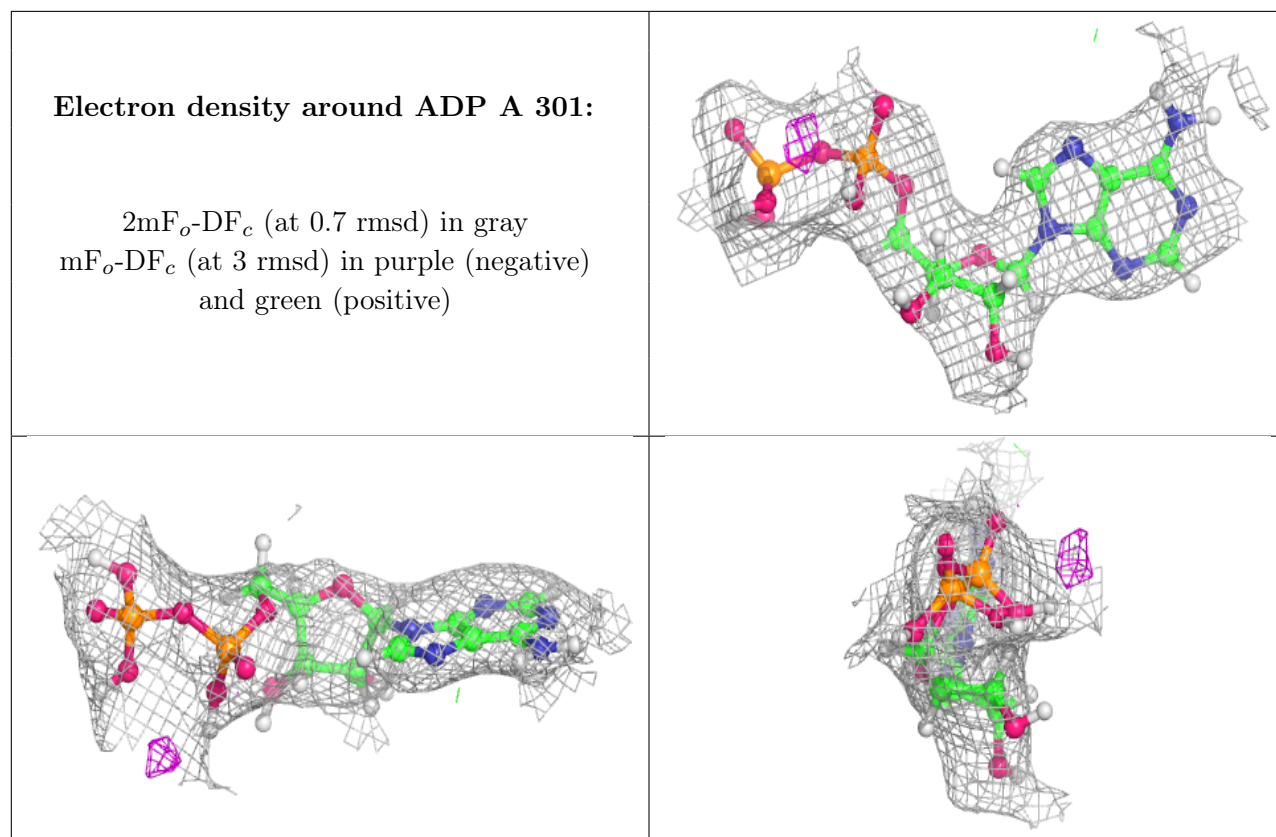 Electron density around ADP A 301:
2mFo-DFc (at 0.7 rmsd) in gray
mFo-DFc (at 3 rmsd) in purple (negative)
and green (positive)